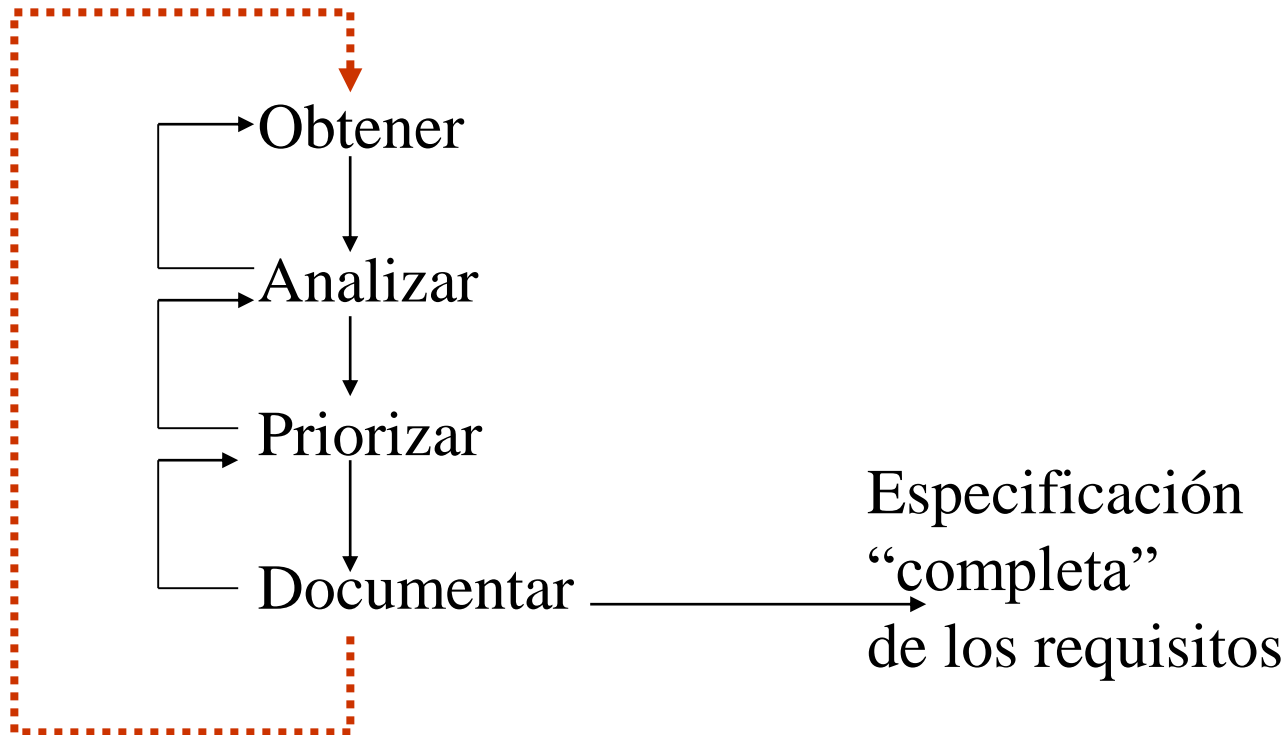 Obtener
Analizar
Priorizar
Documentar
Especificación
“completa”
de los requisitos